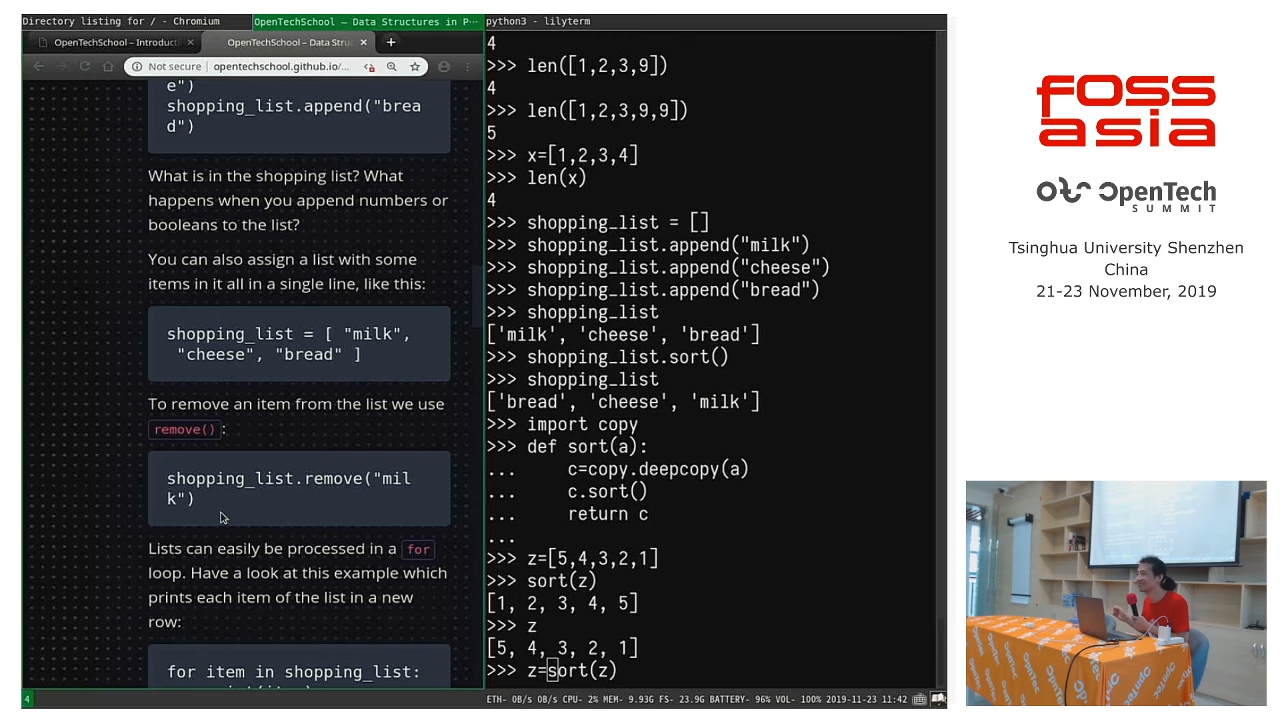 Directory listing for / - Chromium
OpenTechSchool – Data Structures in P···
python3 - lilyterm
OpenTechSchool – Introduct
OpenTechSchool – Data Stru
Not secure | opentechschool.github.io/...
e")
shopping_list.append("brea
d")
What is in the shopping list? What
happens when you append numbers or
booleans to the list?
You can also assign a list with some
items in it all in a single line, like this:
shopping_list = [ "milk",
"cheese", "bread" ]
To remove an item from the list we use
remove() :
shopping_list.remove("mil
k")
Lists can easily be processed in a for
loop. Have a look at this example which
prints each item of the list in a new
row:
for item in shopping_list:
4
4
>>> len([1,2,3,9])
4
>>> len([1,2,3,9,9])
5
>>> x=[1,2,3,4]
>>> len(x)
4
>>> shopping_list = []
>>> shopping_list.append("milk")
>>> shopping_list.append("cheese")
>>> shopping_list.append("bread")
>>> shopping_list
['milk', 'cheese', 'bread']
>>> shopping_list.sort()
>>> shopping_list
['bread', 'cheese', 'milk']
>>> import copy
>>> def sort(a):
... c=copy.deepcopy(a)
... c.sort()
... return c
...
>>> z=[5,4,3,2,1]
>>> sort(z)
[1, 2, 3, 4, 5]
>>> z
[5, 4, 3, 2, 1]
>>> z=sort(z)
ETH- 0B/s 0B/s CPU- 2% MEM- 9.93G FS- 23.9G BATTERY- 96% VOL- 100% 2019-11-23 11:42
FOSS
asia
OpenTech
SUMMIT
Tsinghua University Shenzhen
China
21-23 November, 2019